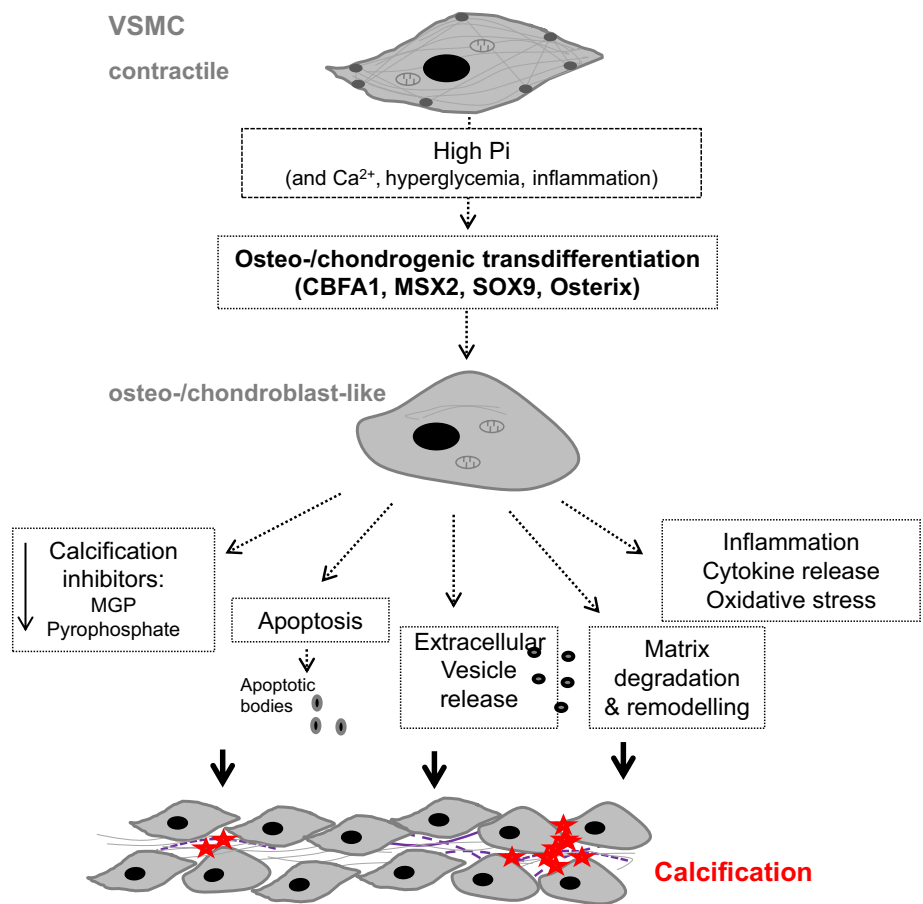 VSMC
contractile
High Pi
(and Ca²⁺, hyperglycemia, inflammation)
Osteo-/chondrogenic transdifferentiation
(CBFA1, MSX2, SOX9, Osterix)
osteo-/chondroblast-like
Calcification
inhibitors:
MGP
Pyrophosphate
Apoptosis
Apoptotic
bodies
Extracellular
Vesicle
release
Matrix
degradation
& remodelling
Inflammation
Cytokine release
Oxidative stress
Calcification